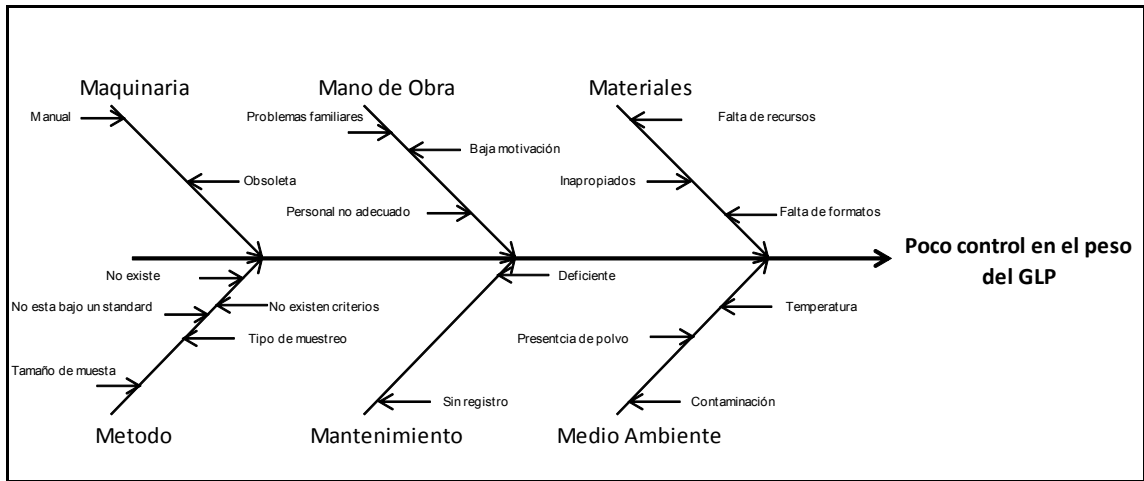 Maquinaria
Mano de Obra
Materiales
Manual
Problemas familiares
Falta de recursos
Baja motivación
Obsoleta
Inapropiados
Personal no adecuado
Falta de formatos
Poco control en el peso
del GLP
No existe
Deficiente
No esta bajo un standard
No existen criterios
Temperatura
Tipo de muestreo
Presentcia de polvo
Tamaño de muesta
Sin registro
Contaminación
Metodo
Mantenimiento
Medio Ambiente